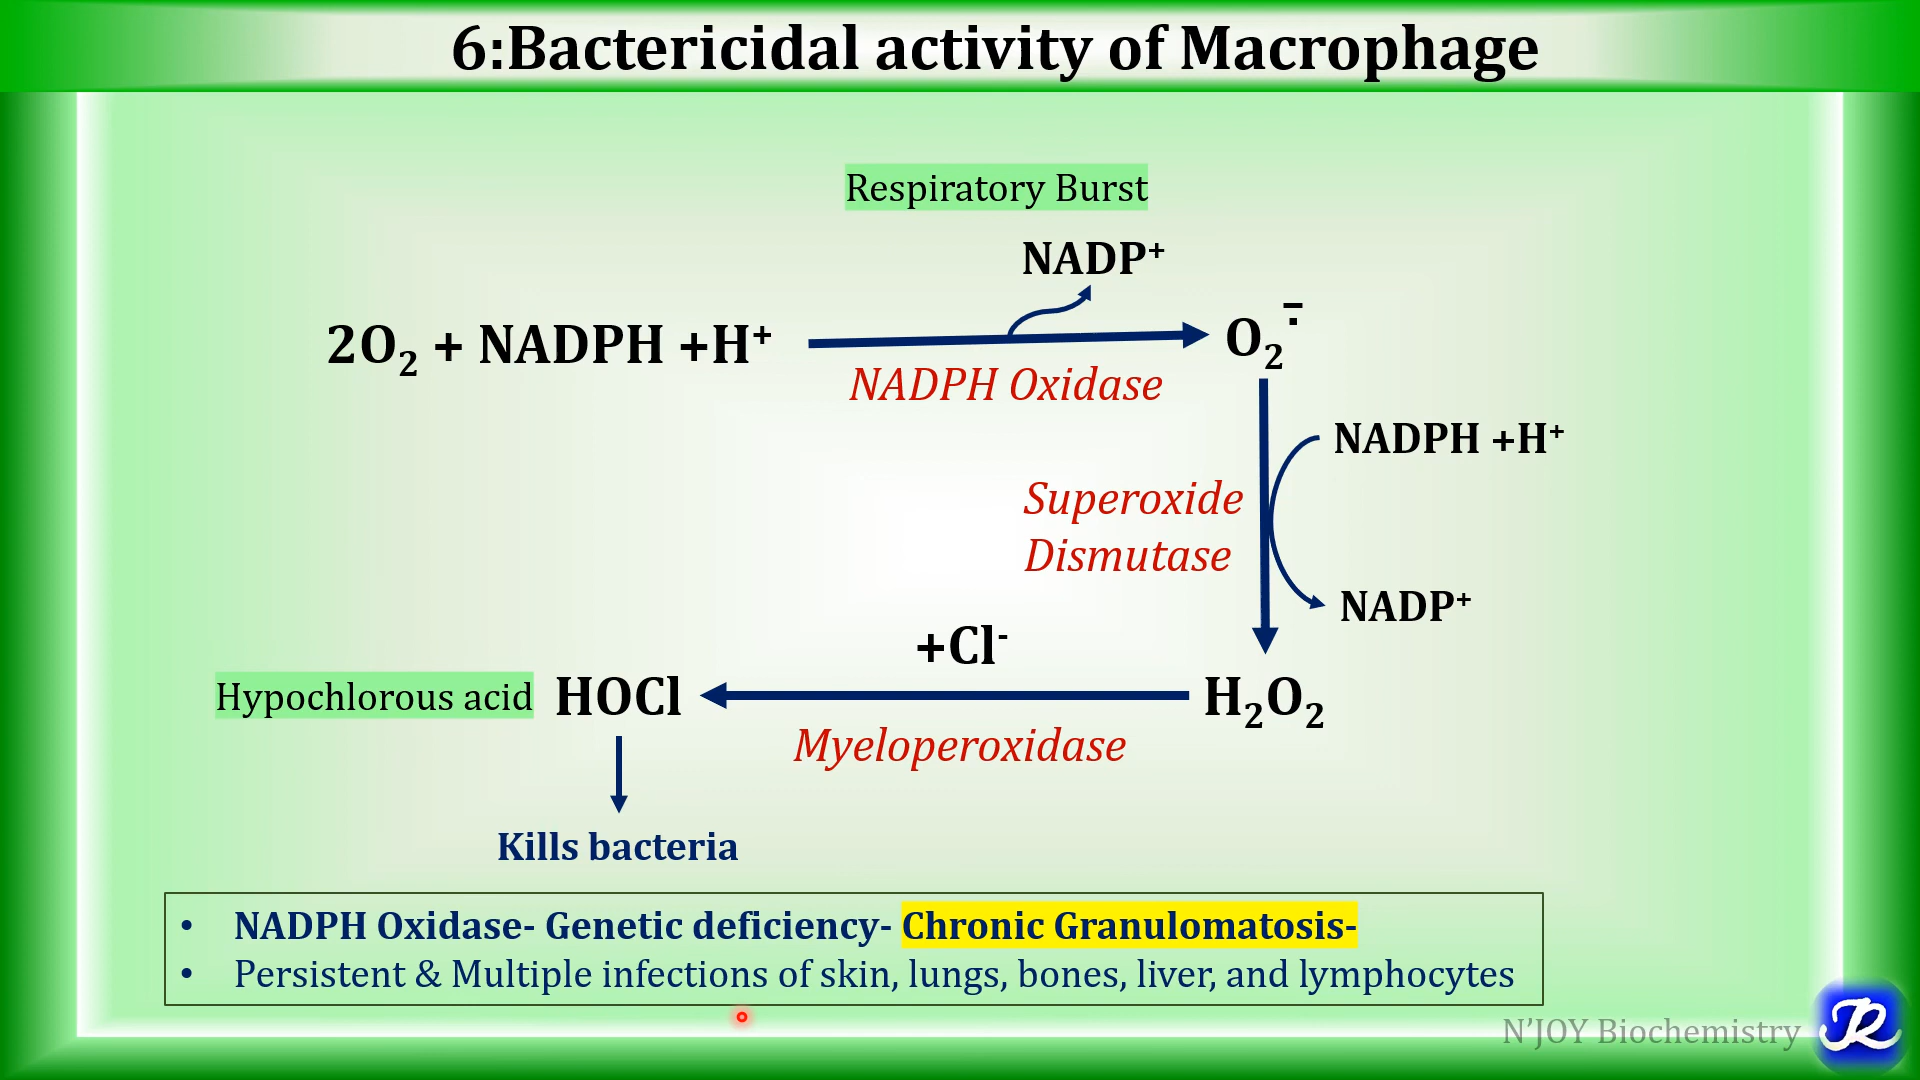 6:Bactericidal activity of Macrophage
Respiratory Burst
NADP⁺
2O₂ + NADPH +H⁺
O₂⁻̣
NADPH Oxidase
NADPH +H⁺
Superoxide
Dismutase
NADP⁺
+Cl⁻
Hypochlorous acid
HOCl
H₂O₂
Myeloperoxidase
Kills bacteria
• NADPH Oxidase- Genetic deficiency- Chronic Granulomatosis-
• Persistent & Multiple infections of skin, lungs, bones, liver, and lymphocytes
N'JOY Biochemistry
R